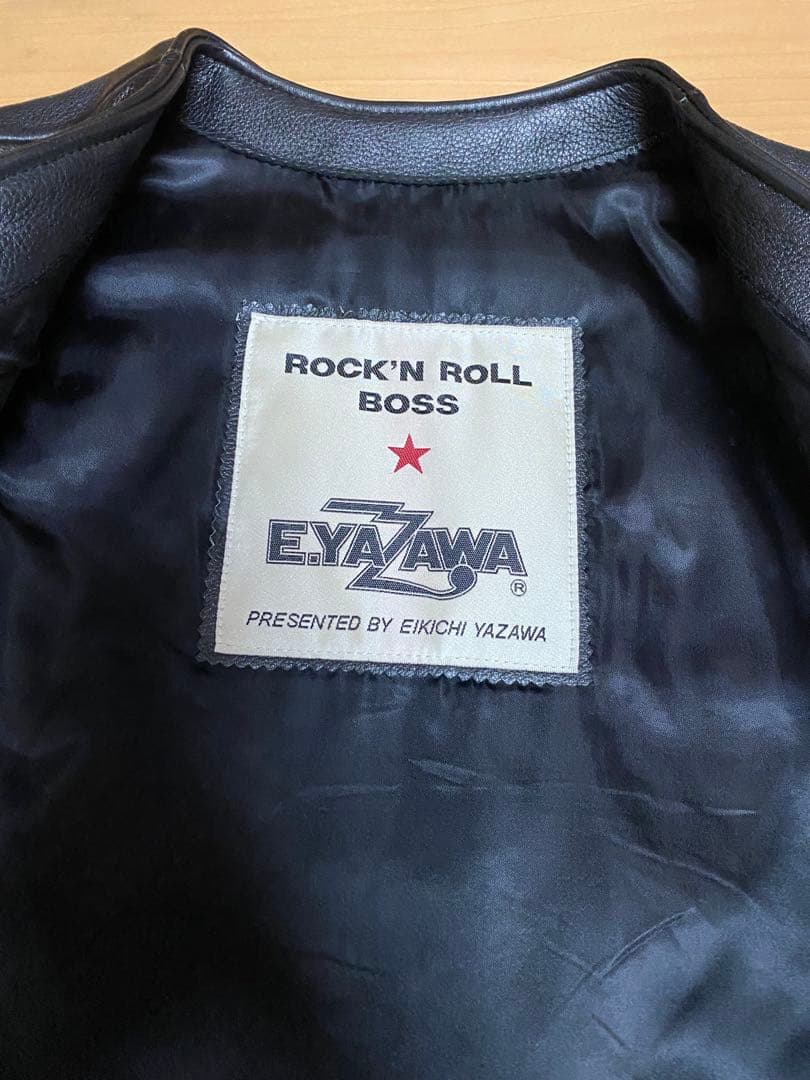 ROCK'N ROLL
BOSS
E.YAZAWA®
PRESENTED BY EIKICHI YAZAWA